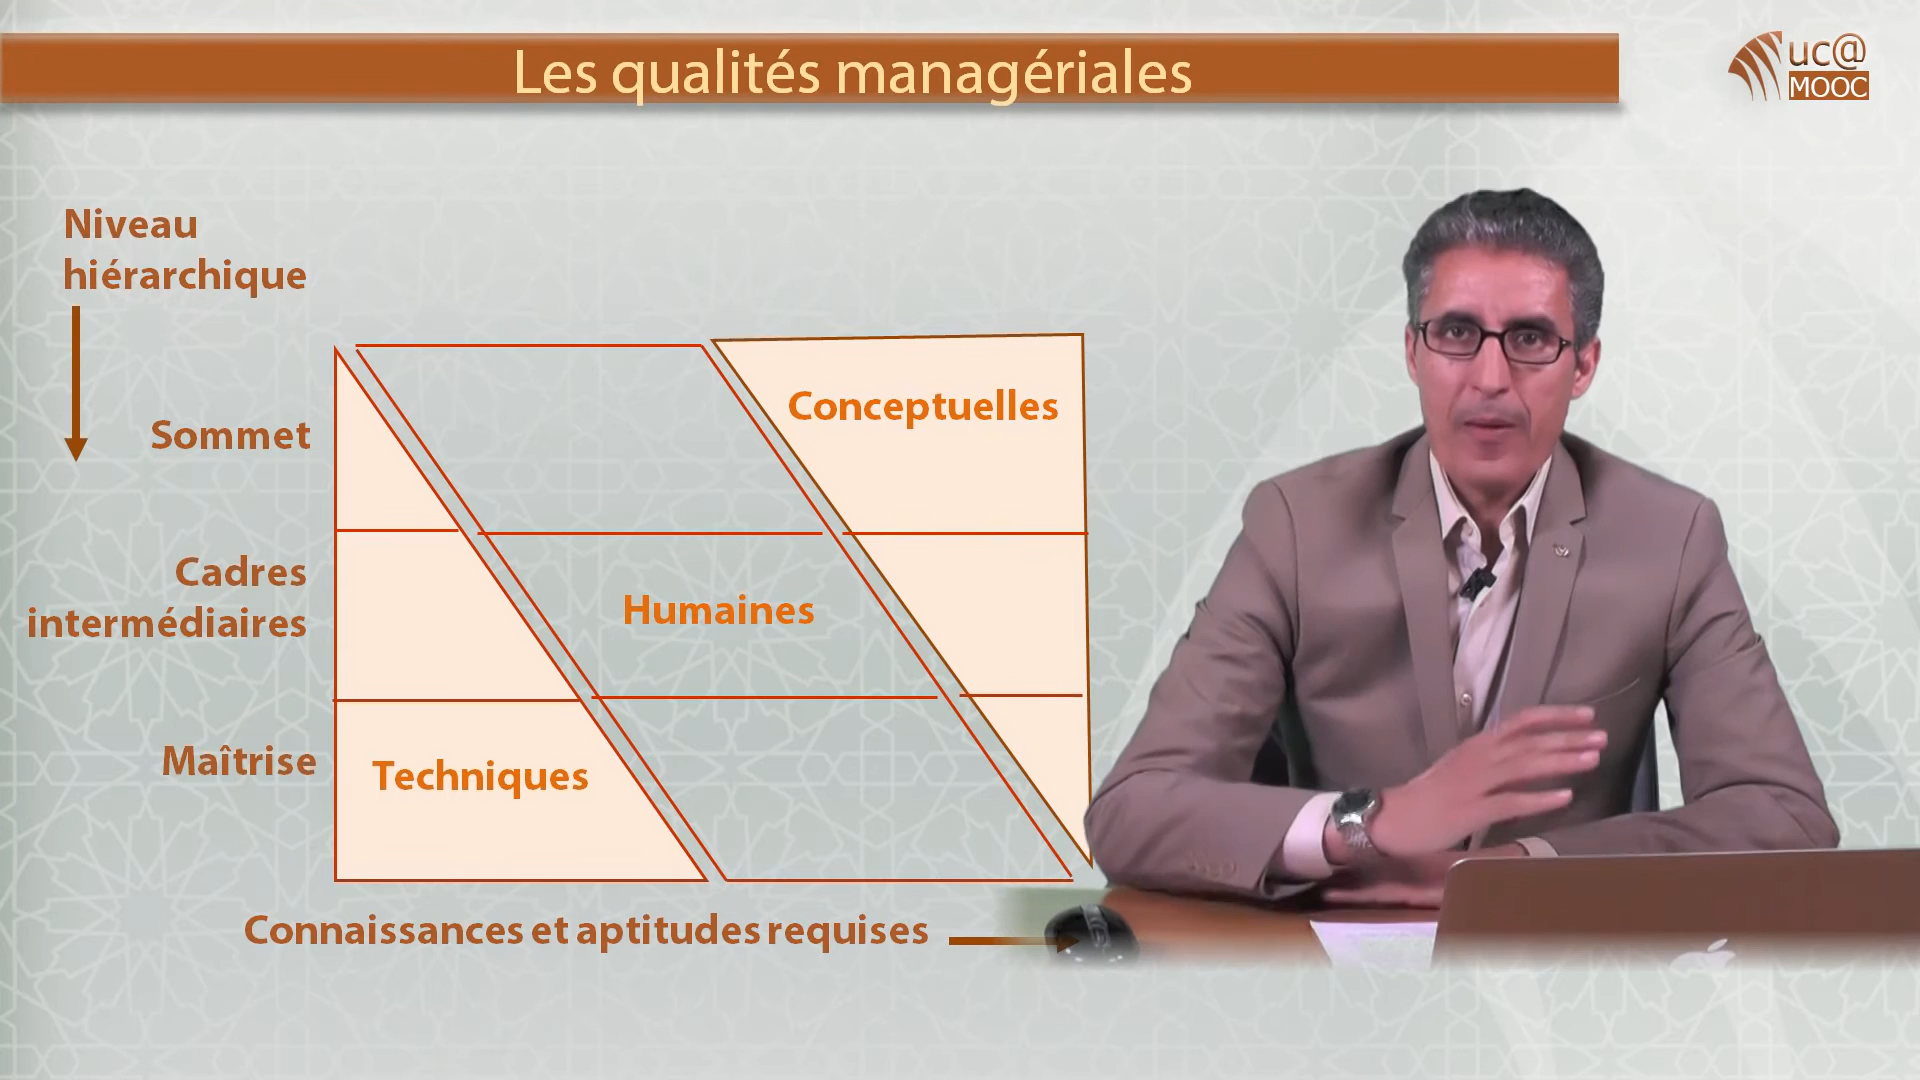 Les qualités managériales
uc@
MOOC
Niveau
hiérarchique
Sommet
Conceptuelles
Cadres
intermédiaires
Humaines
Maîtrise
Techniques
Connaissances et aptitudes requises